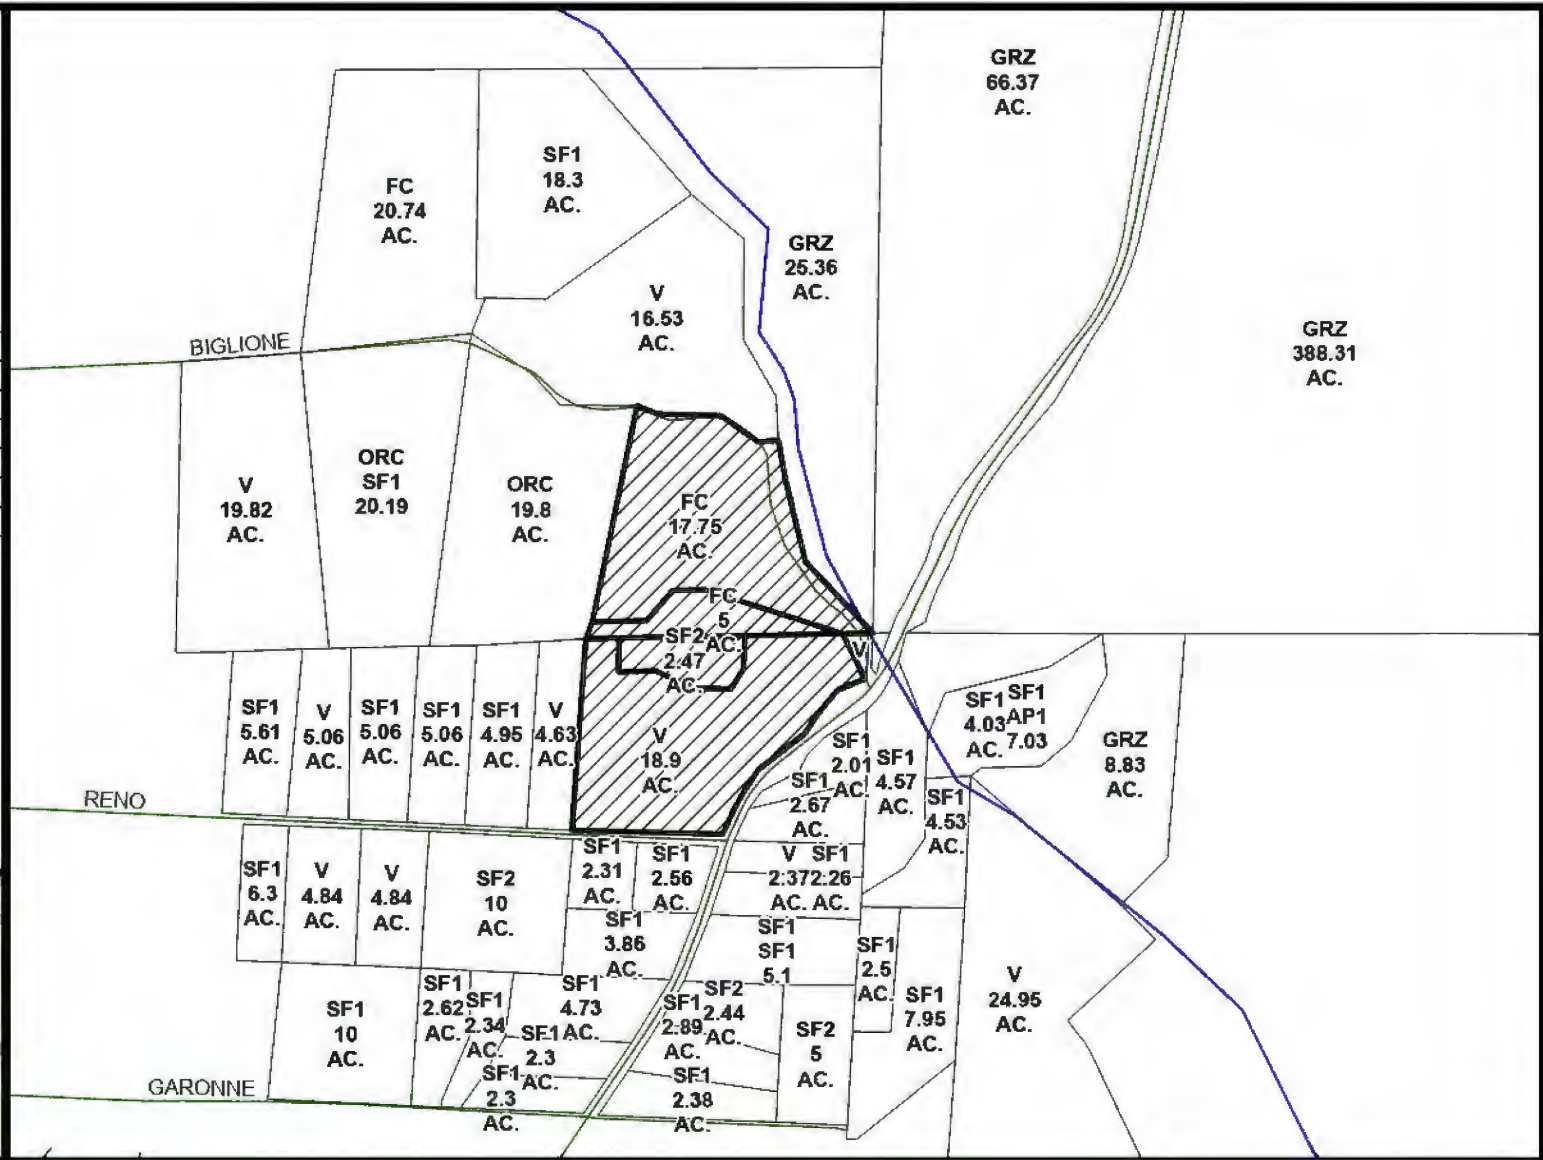 GRZ
66.37
AC.
SF1
18.3
AC.
FC
20.74
AC.
GRZ
25.36
AC.
V
16.53
AC.
GRZ
388.31
AC.
BIGLIONE
V
19.82
AC.
ORC
SF1
20.19
ORC
19.8
AC.
FC
17.75
AC.
FC
5
AC.
SF2
2.47
AC.
V
V
18.9
AC.
SF1
5.61
AC.
V
5.06
AC.
SF1
5.06
AC.
SF1
5.06
AC.
SF1
4.95
AC.
V
4.63
AC.
SF1
4.03
AC.
SF1
AP1
7.03
GRZ
8.83
AC.
SF1
2.01
AC.
SF1
4.57
AC.
SF1
2.67
AC.
SF1
4.53
AC.
RENO
SF1
6.3
AC.
V
4.84
AC.
V
4.84
AC.
SF2
10
AC.
SF1
2.31
AC.
SF1
2.56
AC.
V
2.37
AC.
SF1
2.26
AC.
SF1
3.86
AC.
SF1
SF1
5.1
SF1
2.5
AC.
SF1
7.95
AC.
V
24.95
AC.
SF1
10
AC.
SF1
2.62
AC.
SF1
2.34
AC.
SF1
4.73
AC.
SF1
2.3
AC.
SF1
2.3
AC.
SF1
2.89
AC.
SF2
2.44
AC.
SF2
5
AC.
SF1
2.38
AC.
GARONNE